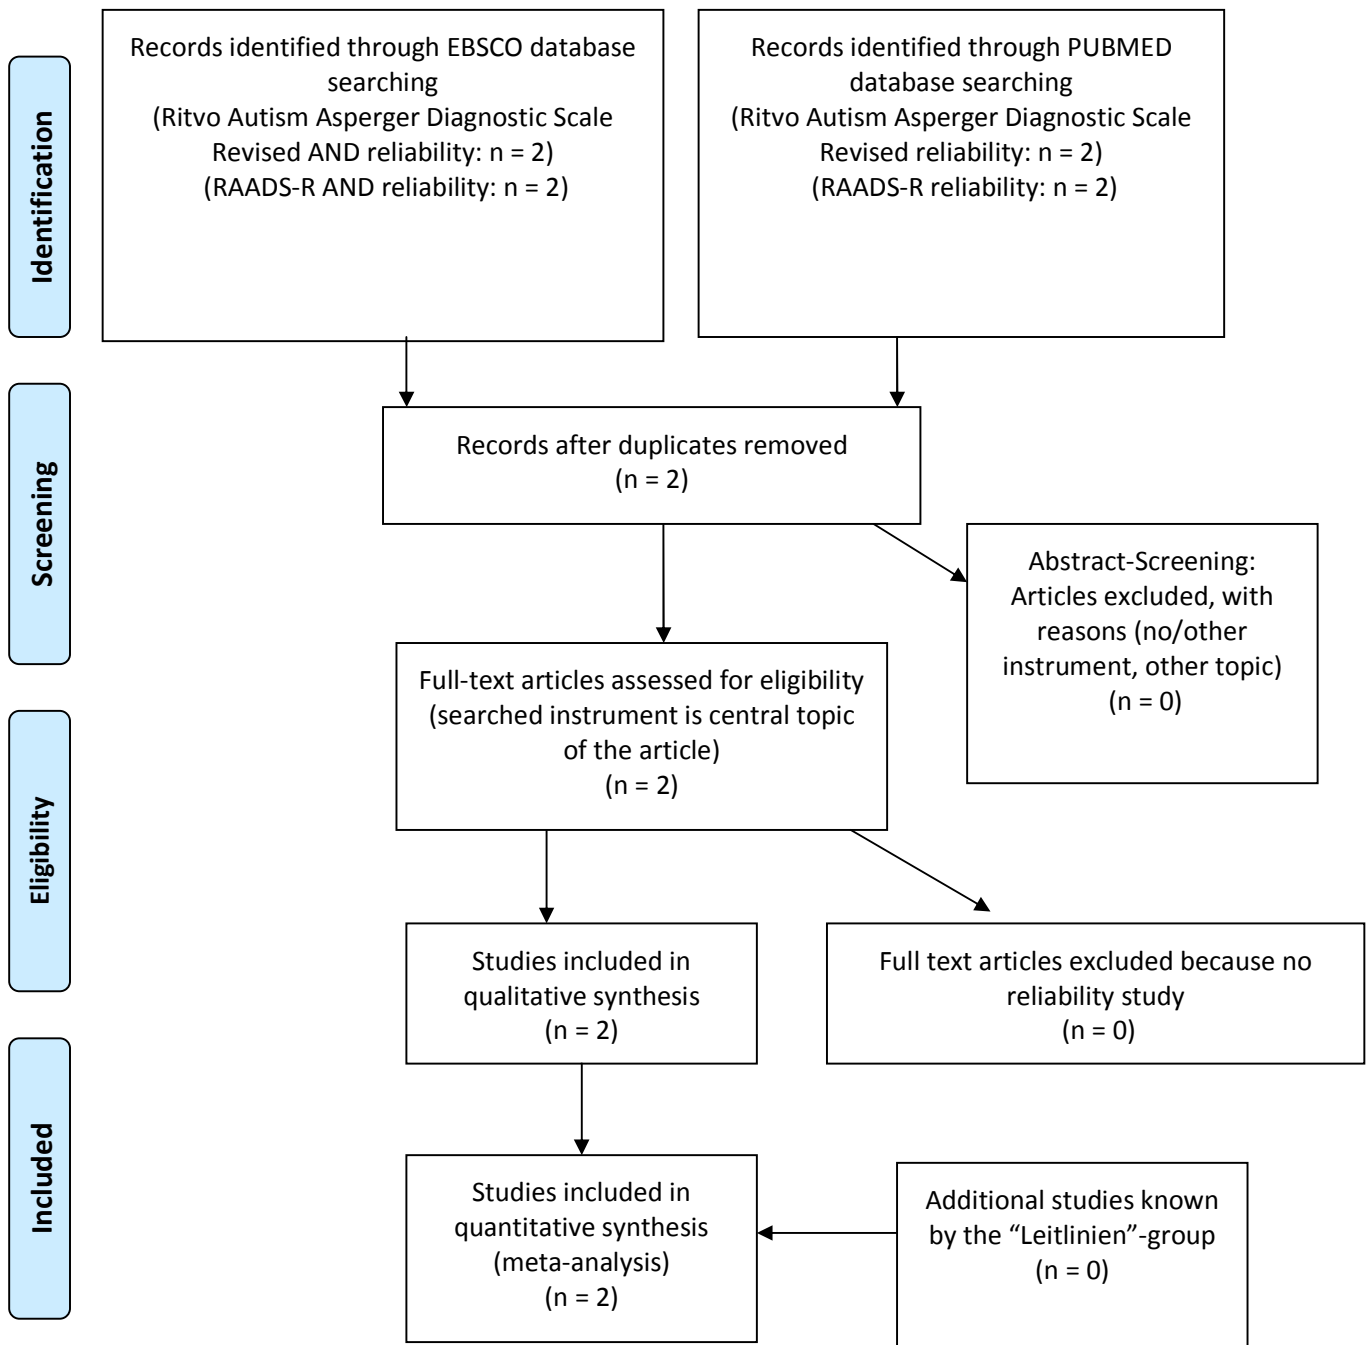 Identification
Records identified through EBSCO database
searching
(Ritvo Autism Asperger Diagnostic Scale
Revised AND reliability: n = 2)
(RAADS-R AND reliability: n = 2)
Records identified through PUBMED
database searching
(Ritvo Autism Asperger Diagnostic Scale
Revised reliability: n = 2)
(RAADS-R reliability: n = 2)
Screening
Records after duplicates removed
(n = 2)
Abstract-Screening:
Articles excluded, with
reasons (no/other
instrument, other topic)
(n = 0)
Eligibility
Full-text articles assessed for eligibility
(searched instrument is central topic
of the article)
(n = 2)
Studies included in
qualitative synthesis
(n = 2)
Full text articles excluded because no
reliability study
(n = 0)
Included
Studies included in
quantitative synthesis
(meta-analysis)
(n = 2)
Additional studies known
by the “Leitlinien”-group
(n = 0)